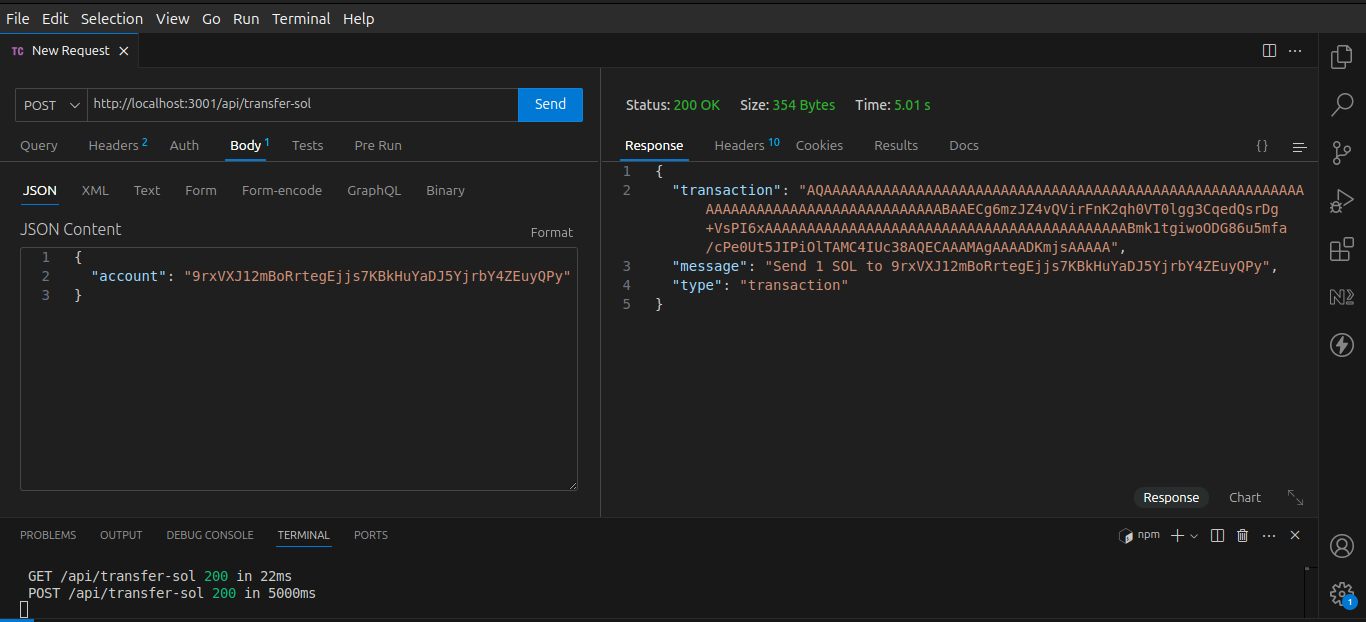 File Edit Selection View Go Run Terminal Help
TC New Request
POST http://localhost:3001/api/transfer-sol Send
Status: 200 OK Size: 354 Bytes Time: 5.01 s
Query Headers 2 Auth Body 1 Tests Pre Run
Response Headers 10 Cookies Results Docs {}
JSON XML Text Form Form-encode GraphQL Binary
JSON Content Format
1 {
2 "account": "9rxVXJ12mBoRrtegEjjs7KBkHuYaDJ5YjrbY4ZEuyQPy"
3 }
1 {
2 "transaction": "AQAAAAAAAAAAAAAAAAAAAAAAAAAAAAAAAAAAAAAAAAAAAAAAAAAAAAAAAAA
AAAAAAAAAAAAAAAAAAAAAAAAAAAABAAECg6mzJZ4vQVirFnK2qh0VT0lgg3CqedQsrDg
+VsPI6xAAAAAAAAAAAAAAAAAAAAAAAAAAAAAAAAAAAAAAAAAAABmk1tgiwoODG86u5mfa
/cPe0Ut5JIPiOlTAMC4IUc38AQECAAAMAgAAAADKmjsAAAAA",
3 "message": "Send 1 SOL to 9rxVXJ12mBoRrtegEjjs7KBkHuYaDJ5YjrbY4ZEuyQPy",
4 "type": "transaction"
5 }
Response Chart
PROBLEMS OUTPUT DEBUG CONSOLE TERMINAL PORTS
npm
GET /api/transfer-sol 200 in 22ms
POST /api/transfer-sol 200 in 5000ms
1